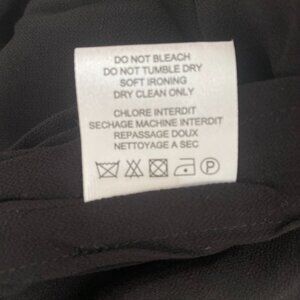 DO NOT BLEACH
DO NOT TUMBLE DRY
SOFT IRONING
DRY CLEAN ONLY
CHLORE INTERDIT
SECHAGE MACHINE INTERDIT
REPASSAGE DOUX
NETTOYAGE A SEC
P